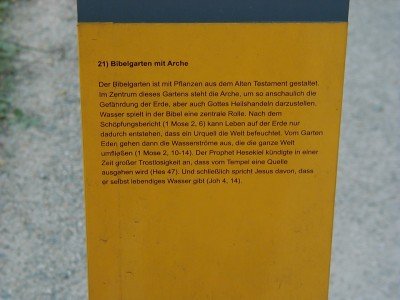 21) Bibelgarten mit Arche
Der Bibelgarten ist mit Pflanzen aus dem Alten Testament gestaltet.
Im Zentrum dieses Gartens steht die Arche, um so anschaulich die
Gefährdung der Erde, aber auch Gottes Heilshandeln darzustellen.
Wasser spielt in der Bibel eine zentrale Rolle. Nach dem
Schöpfungsbericht (1 Mose 2, 6) kann Leben auf der Erde nur
dadurch entstehen, dass ein Urquell die Welt befeuchtet. Vom Garten
Eden gehen dann die Wasserströme aus, die die ganze Welt
umfließen (1 Mose 2, 10-14). Der Prophet Hesekiel kündigte in einer
Zeit großer Trostlosigkeit an, dass vom Tempel eine Quelle
ausgehen wird (Hes 47). Und schließlich spricht Jesus davon, dass
er selbst lebendiges Wasser gibt (Joh 4, 14).